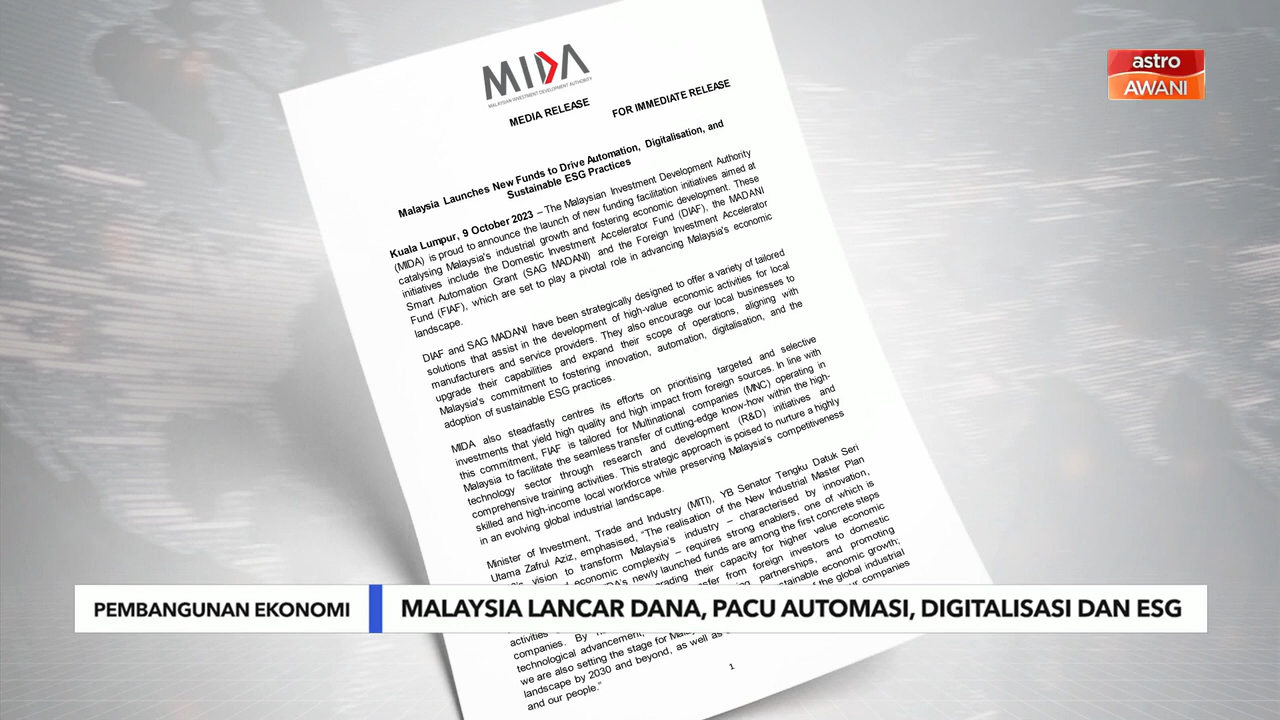 MIDA
MALAYSIAN INVESTMENT DEVELOPMENT AUTHORITY
MEDIA RELEASE
FOR IMMEDIATE RELEASE
astro
AWANI
Malaysia Launches New Funds to Drive Automation, Digitalisation, and
Sustainable ESG Practices
Kuala Lumpur, 9 October 2023 – The Malaysian Investment Development Authority
(MIDA) is proud to announce the launch of new funding facilitation initiatives aimed at
catalysing Malaysia's industrial growth and fostering economic development. These
initiatives include the Domestic Investment Accelerator Fund (DIAF), the MADANI
Smart Automation Grant (SAG MADANI) and the Foreign Investment Accelerator
Fund (FIAF), which are set to play a pivotal role in advancing Malaysia's economic
landscape.
DIAF and SAG MADANI have been strategically designed to offer a variety of tailored
solutions that assist in the development of high-value economic activities for local
manufacturers and service providers. They also encourage our local businesses to
upgrade their capabilities and expand their scope of operations, aligning with
Malaysia's commitment to fostering innovation, automation, digitalisation, and the
adoption of sustainable ESG practices.
MIDA also steadfastly centres its efforts on prioritising targeted and selective
investments that yield high quality and high impact from foreign sources. In line with
this commitment, FIAF is tailored for Multinational companies (MNC) operating in
Malaysia to facilitate the seamless transfer of cutting-edge know-how within the high-
technology sector through research and development (R&D) initiatives and
comprehensive training activities. This strategic approach is poised to nurture a highly
skilled and high-income local workforce while preserving Malaysia's competitiveness
in an evolving global industrial landscape.
Minister of Investment, Trade and Industry (MITI), YB Senator Tengku Datuk Seri
Utama Zafrul Aziz, emphasised, "The realisation of the New Industrial Master Plan
vision to transform Malaysia's industry – characterised by innovation,
economic complexity – requires strong enablers, one of which is
newly launched funds are among the first concrete steps
grading their capacity for higher value economic
from foreign investors to domestic
partnerships, and promoting
sustainable economic growth;
the global industrial
companies
PEMBANGUNAN EKONOMI
MALAYSIA LANCAR DANA, PACU AUTOMASI, DIGITALISASI DAN ESG
activities
companies. By
technological advancement,
we are also setting the stage for
landscape by 2030 and beyond, as well as
and our people."
1